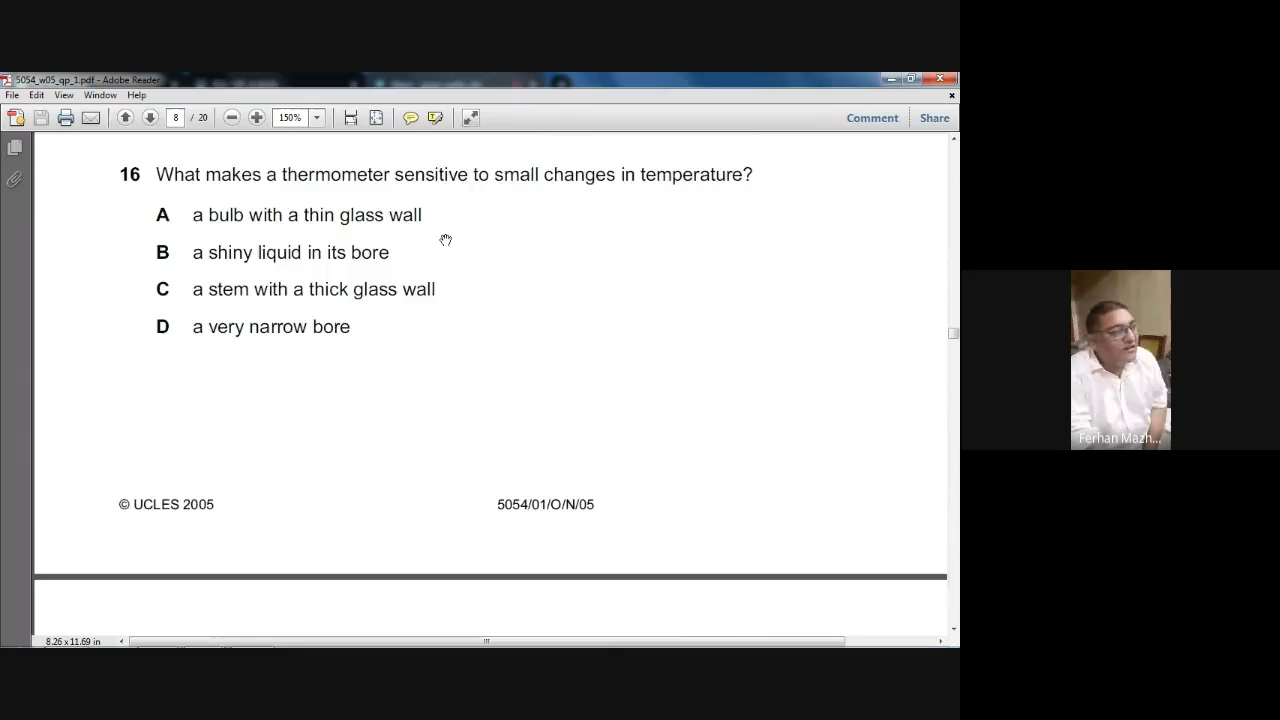 5054_w05_qp_1.pdf - Adobe Reader
File Edit View Window Help
8 / 20 150% Comment Share
16 What makes a thermometer sensitive to small changes in temperature?
A a bulb with a thin glass wall
B a shiny liquid in its bore
C a stem with a thick glass wall
D a very narrow bore
Ferhan Mazh...
© UCLES 2005 5054/01/O/N/05
8.26 x 11.69 in